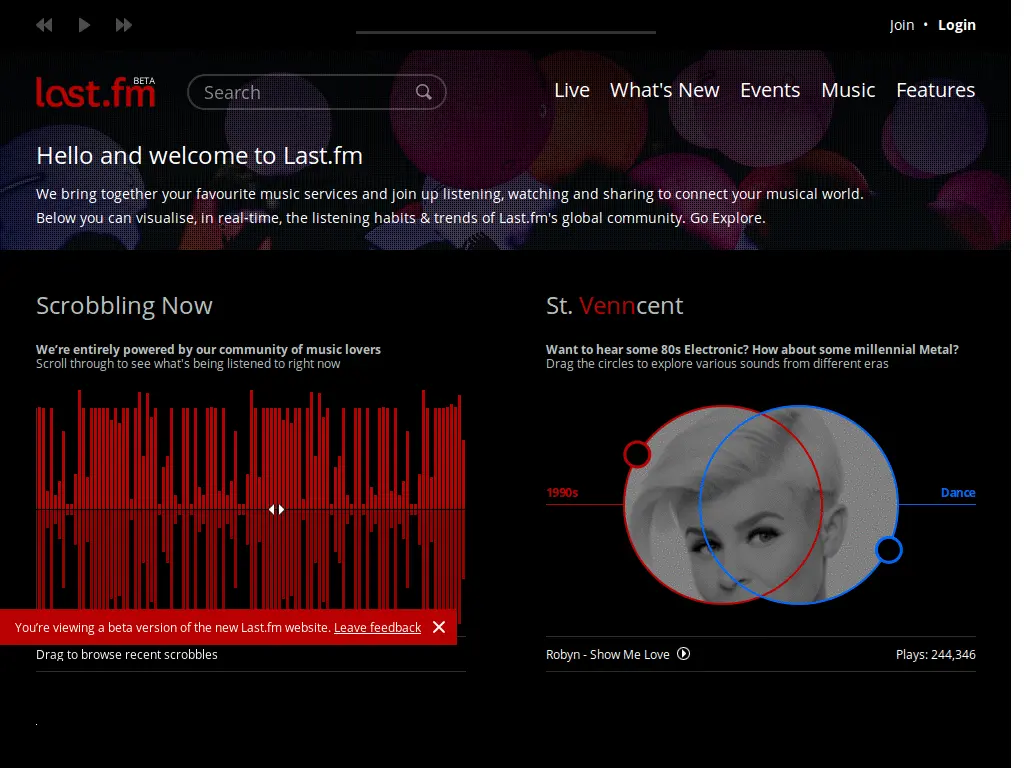 Join • Login
last.fm BETA
Search
Live What's New Events Music Features
Hello and welcome to Last.fm
We bring together your favourite music services and join up listening, watching and sharing to connect your musical world.
Below you can visualise, in real-time, the listening habits & trends of Last.fm's global community. Go Explore.
Scrobbling Now
We're entirely powered by our community of music lovers
Scroll through to see what's being listened to right now
You're viewing a beta version of the new Last.fm website. Leave feedback
Drag to browse recent scrobbles
St. Venncent
Want to hear some 80s Electronic? How about some millennial Metal?
Drag the circles to explore various sounds from different eras
1990s
Dance
Robyn - Show Me Love
Plays: 244,346